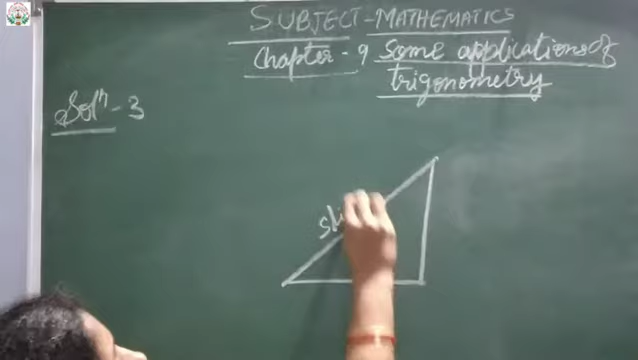 SUBJECT-MATHEMATICS
Chapter - 9 Some applications of
trigonometry
Solⁿ - 3